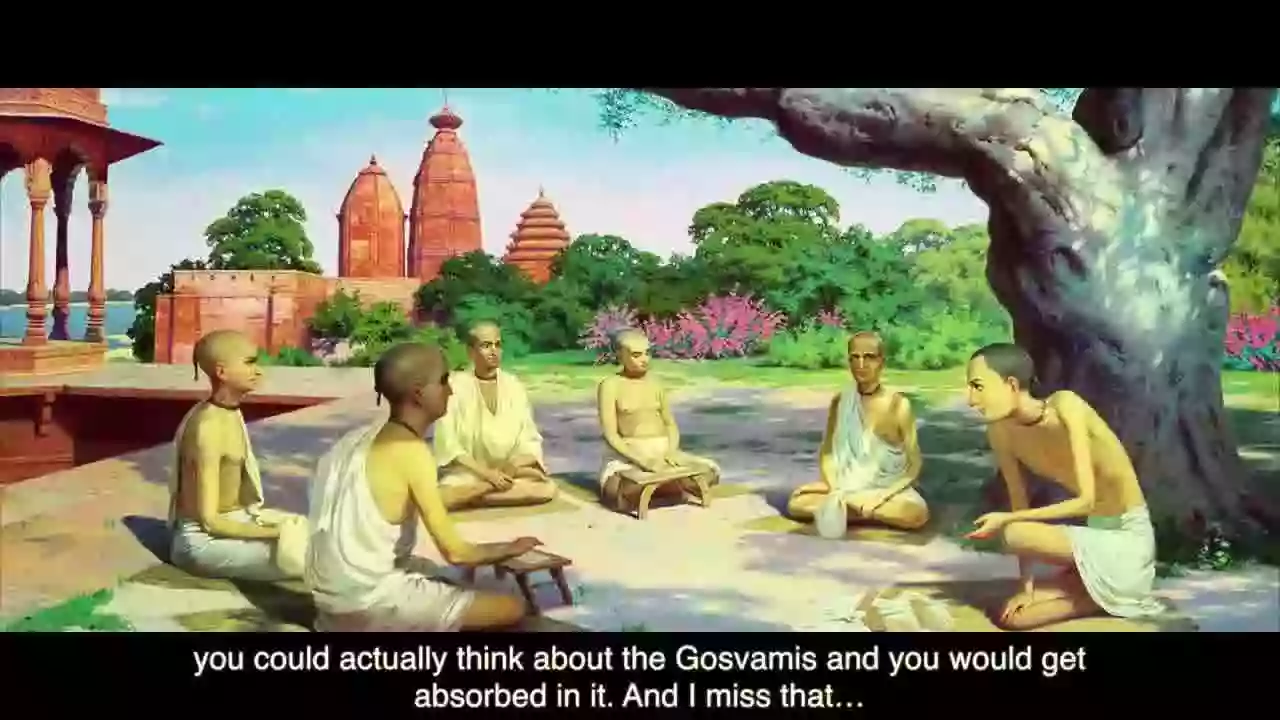 you could actually think about the Gosvamis and you would get
absorbed in it. And I miss that...